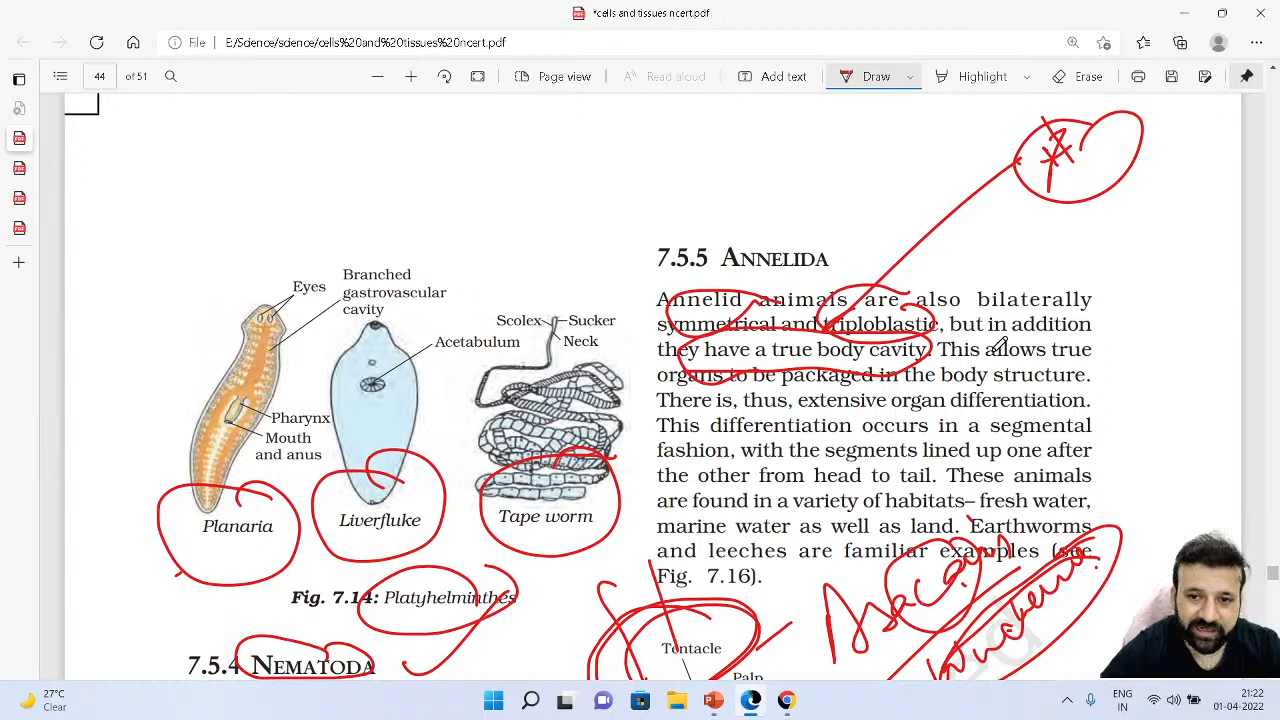 *cells and tissues ncert.pdf
File
E:/Science/science/cells%20and%20tissues%20ncert.pdf
44
of 51
Page view
Read aloud
Add text
Draw
Highlight
Erase
Eyes
Branched
gastrovascular
cavity
Acetabulum
Pharynx
Mouth
and anus
Scolex
Sucker
Neck
Planaria
Liverfluke
Tape worm
Fig. 7.14: Platyhelminthes
7.5.4 NEMATODA
7.5.5 ANNELIDA
Annelid animals are also bilaterally
symmetrical and triploblastic, but in addition
they have a true body cavity. This allows true
organs to be packaged in the body structure.
There is, thus, extensive organ differentiation.
This differentiation occurs in a segmental
fashion, with the segments lined up one after
the other from head to tail. These animals
are found in a variety of habitats– fresh water,
marine water as well as land. Earthworms
and leeches are familiar examples (see
Fig. 7.16).
Tentacle
Palp
27°C
Clear
ENG
IN
21:22
01-04-2022